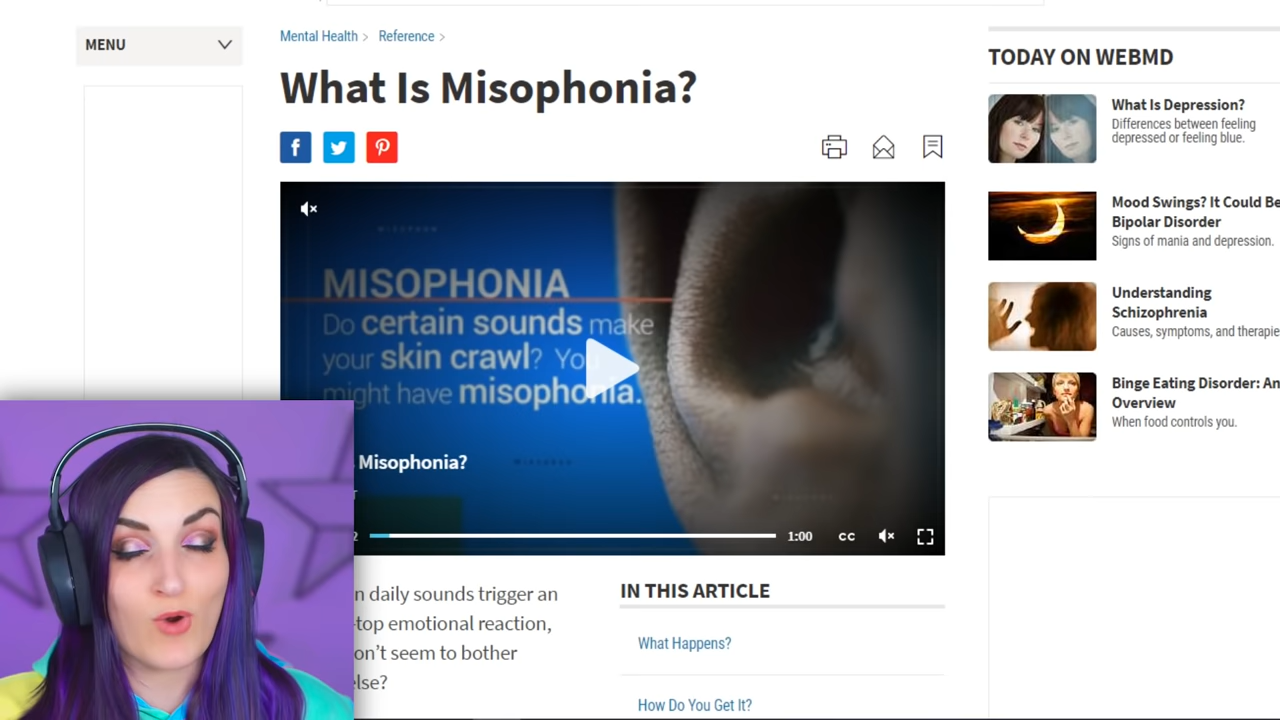 MENU
Mental Health > Reference >
What Is Misophonia?
MISOPHONIA
Do certain sounds make
your skin crawl? You
might have misophonia.
Misophonia?
1:00 CC
n daily sounds trigger an
-top emotional reaction,
on't seem to bother
else?
IN THIS ARTICLE
What Happens?
How Do You Get It?
TODAY ON WEBMD
What Is Depression?
Differences between feeling
depressed or feeling blue.
Mood Swings? It Could Be
Bipolar Disorder
Signs of mania and depression.
Understanding
Schizophrenia
Causes, symptoms, and therapie
Binge Eating Disorder: An
Overview
When food controls you.